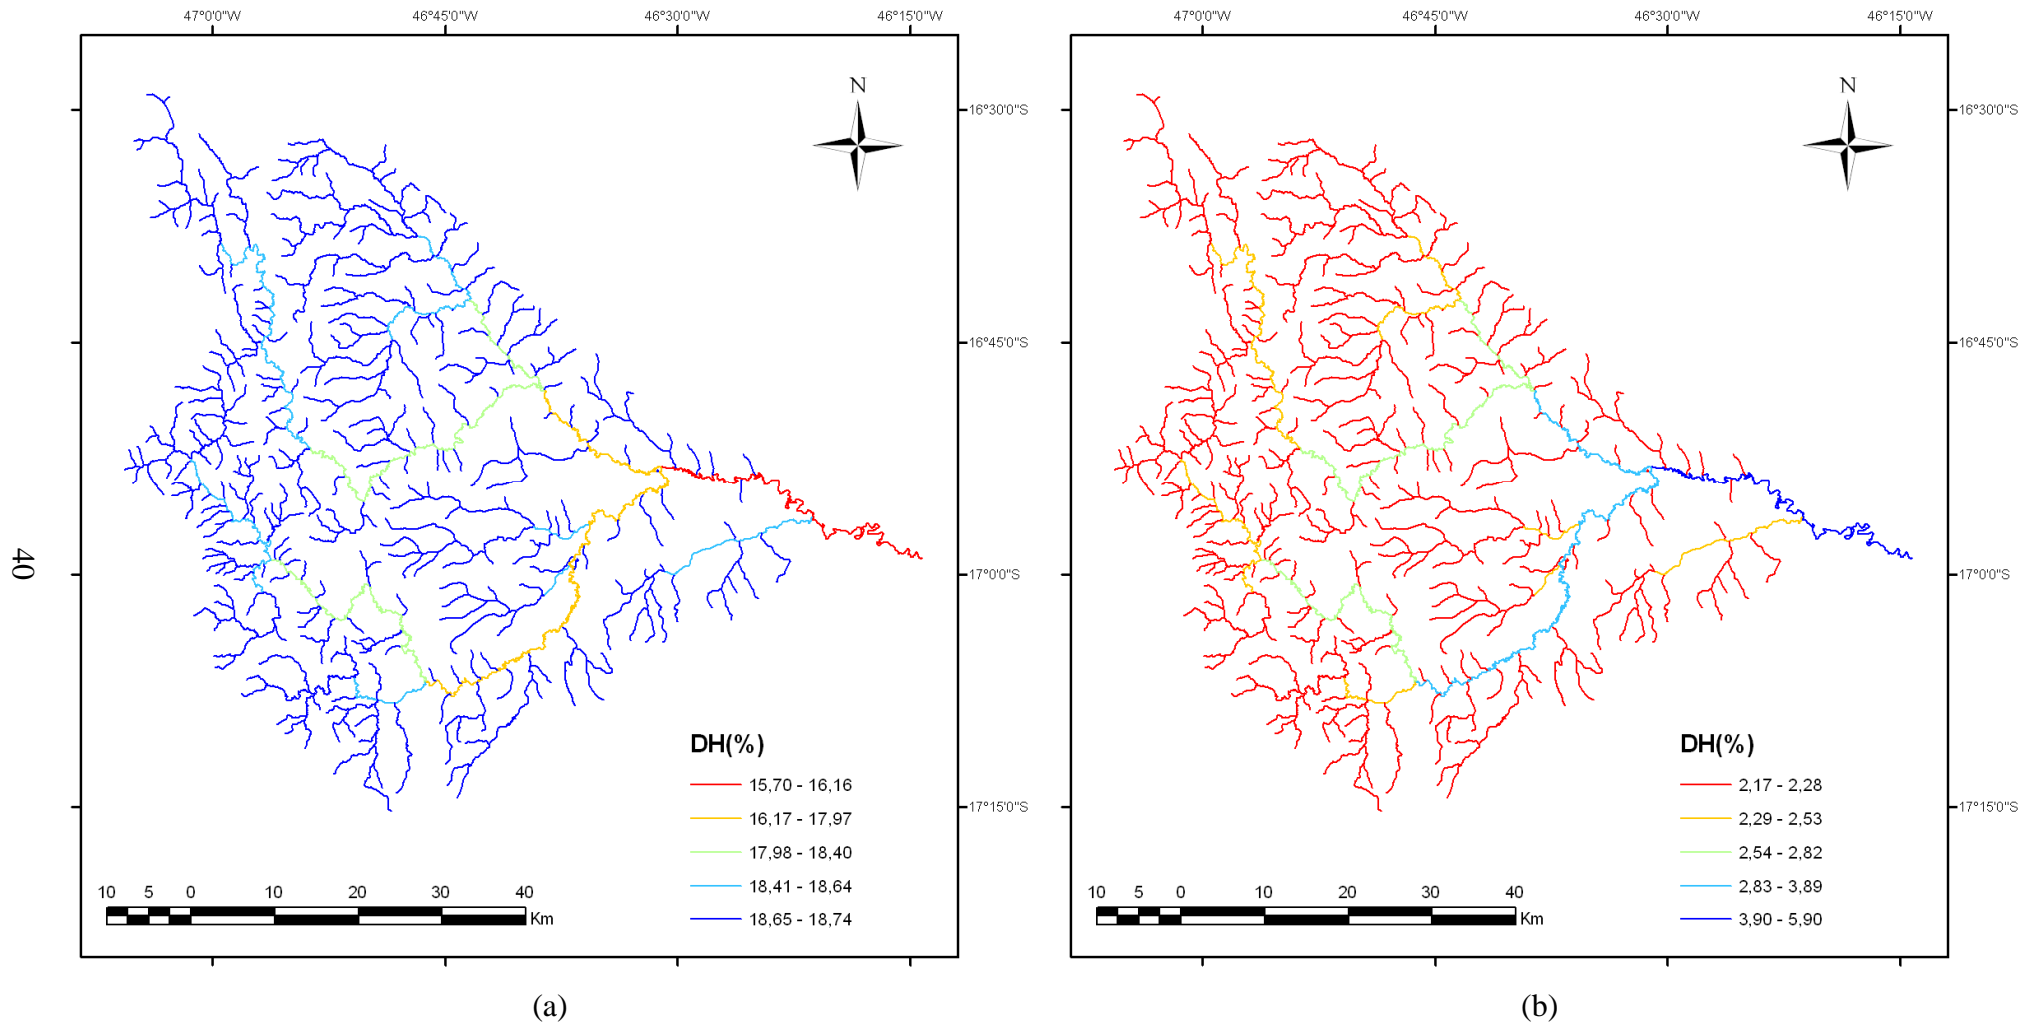 47°0'0"W 46°45'0"W 46°30'0"W 46°15'0"W
N
16°30'0"S
16°45'0"S
17°0'0"S
17°15'0"S
DH(%)
15,70 - 16,16
16,17 - 17,97
17,98 - 18,40
18,41 - 18,64
18,65 - 18,74
10 5 0 10 20 30 40
Km
(a)
47°0'0"W 46°45'0"W 46°30'0"W 46°15'0"W
N
16°30'0"S
16°45'0"S
17°0'0"S
17°15'0"S
DH(%)
2,17 - 2,28
2,29 - 2,53
2,54 - 2,82
2,83 - 3,89
3,90 - 5,90
10 5 0 10 20 30 40
Km
(b)
40